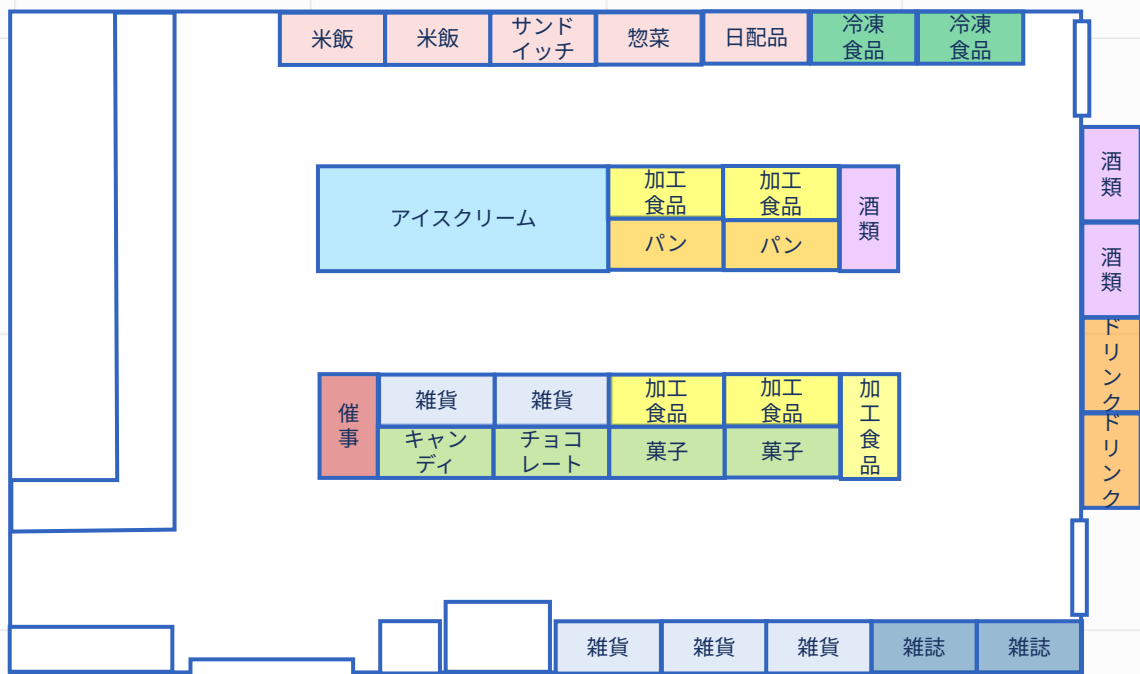 米飯
米飯
サンド
イッチ
惣菜
日配品
冷凍
食品
冷凍
食品
酒
類
酒
類
ドリンク
ドリンク
アイスクリーム
加工
食品
加工
食品
パン
パン
酒
類
催
事
雑貨
雑貨
加工
食品
加工
食品
キャン
ディ
チョコ
レート
菓子
菓子
加
工
食
品
雑貨
雑貨
雑貨
雑誌
雑誌